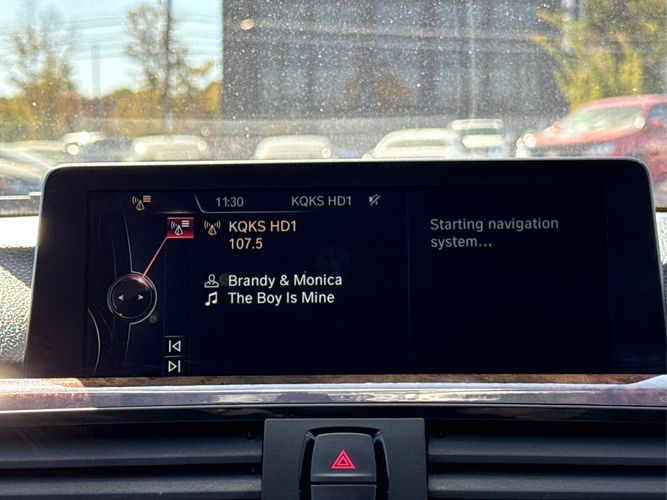 11:30 KQKS HD1
KQKS HD1
107.5
Brandy & Monica
The Boy Is Mine
Starting navigation
system...